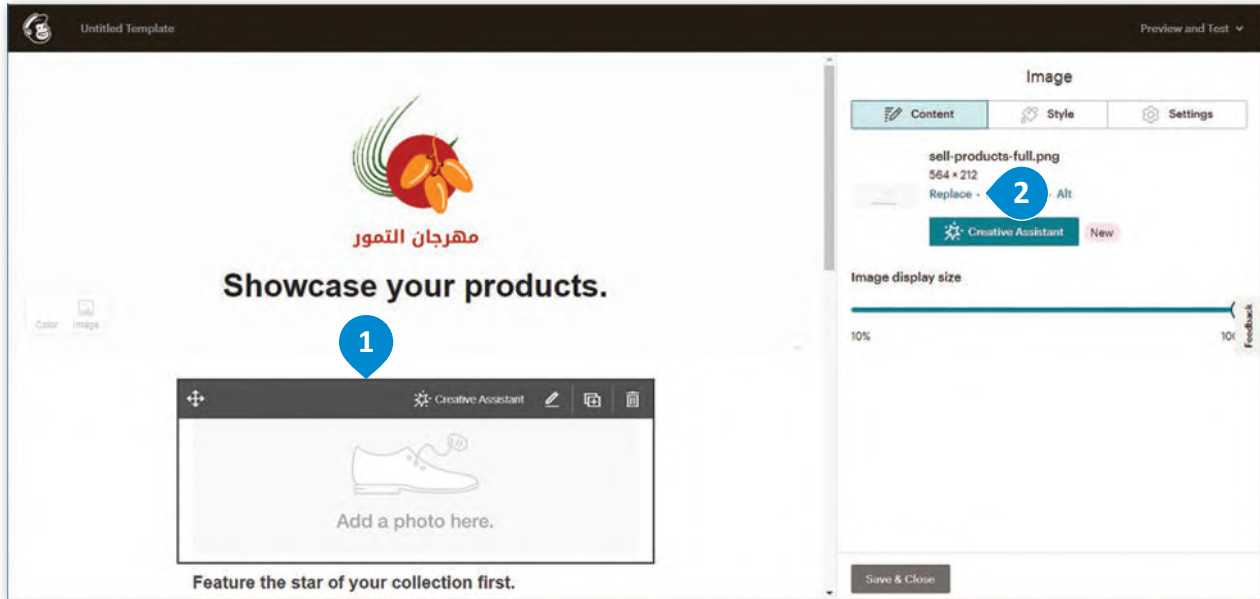 Untitled Template
Preview and Test
مهرجان التمور
Showcase your products.
Color Image
1
Creative Assistant
Add a photo here.
Feature the star of your collection first.
Image
Content Style Settings
sell-products-full.png
564 × 212
Replace · 2 · Alt
Creative Assistant New
Image display size
10%
Feedback
Save & Close